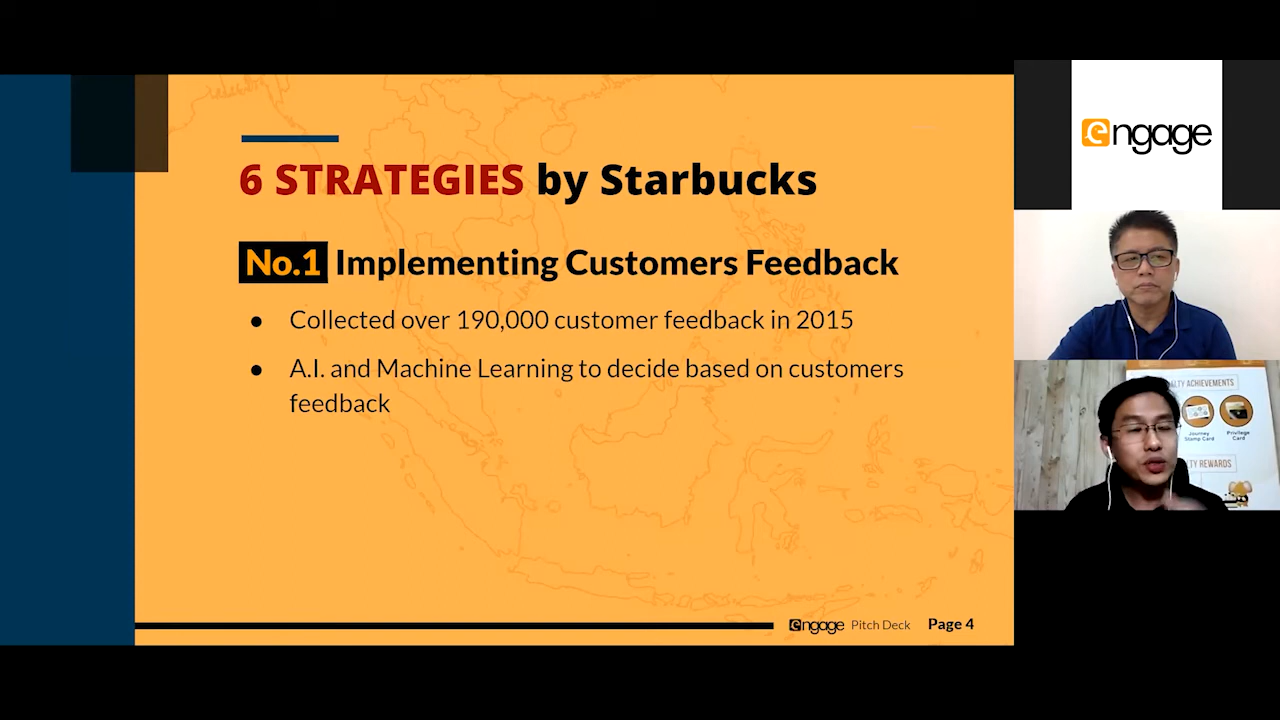 6 STRATEGIES by Starbucks
No.1 Implementing Customers Feedback
● Collected over 190,000 customer feedback in 2015
● A.I. and Machine Learning to decide based on customers
feedback
engage Pitch Deck Page 4
engage
ACHIEVEMENTS
Journey
Stamp Card
Privilege
Card
REWARDS